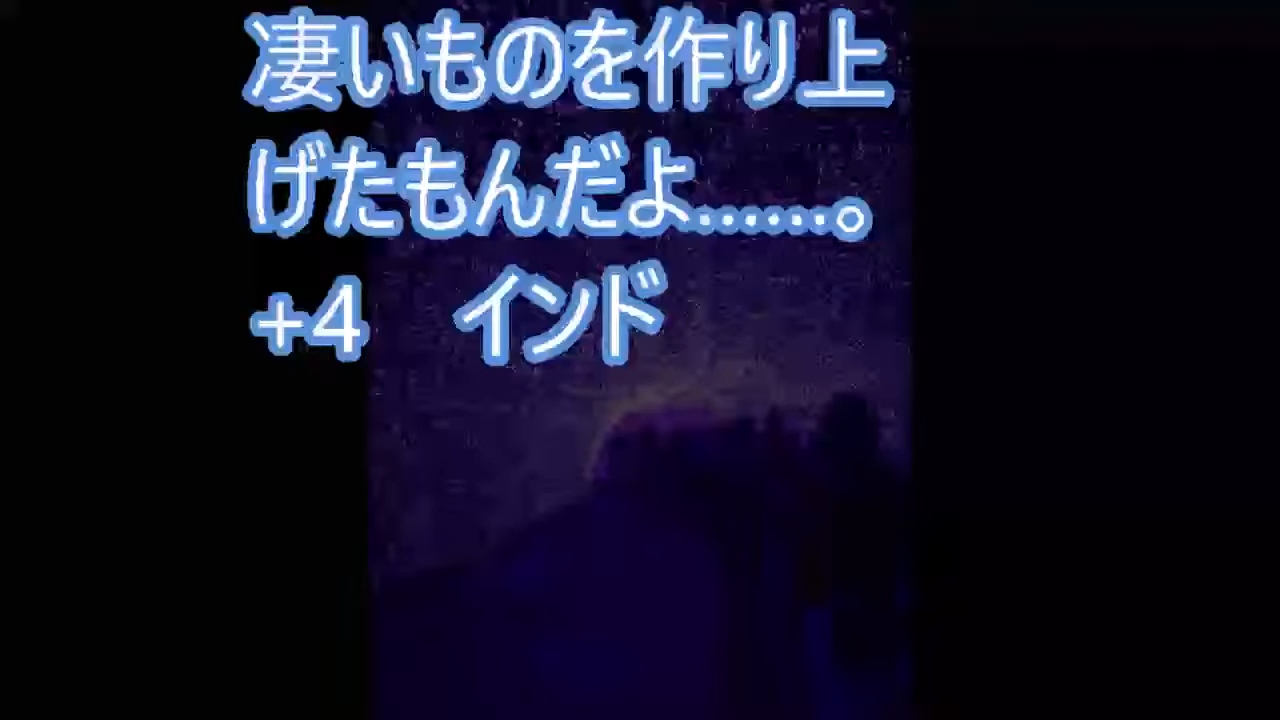 凄いものを作り上
げたもんだよ......。
+4　インド